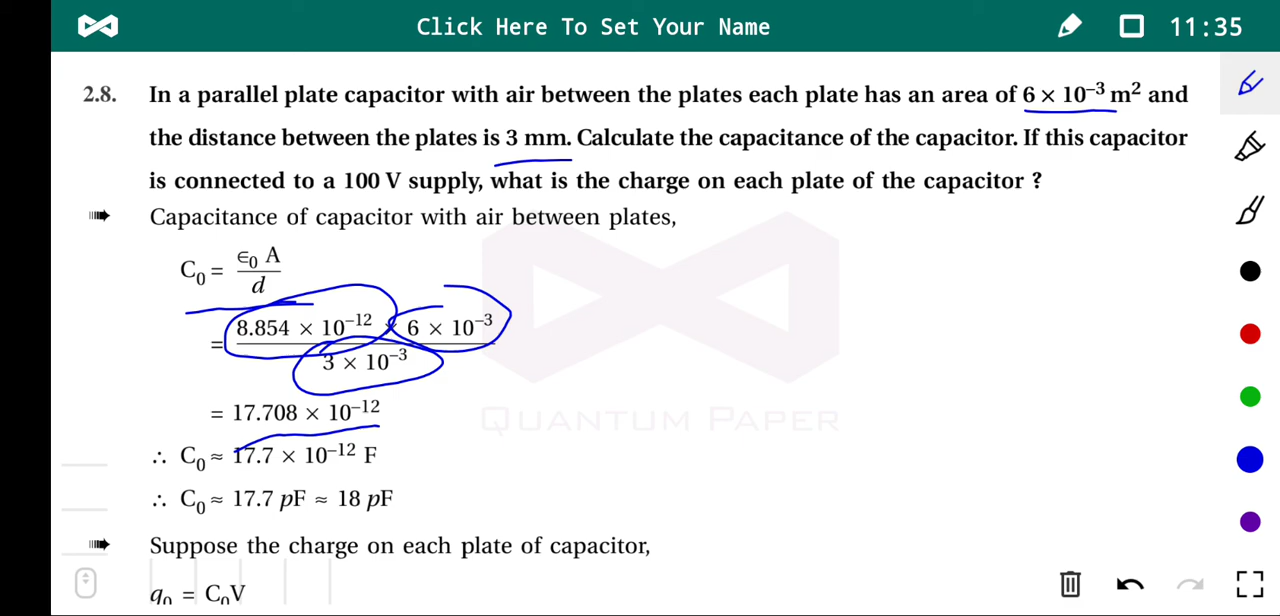 Click Here To Set Your Name 11:35
2.8. In a parallel plate capacitor with air between the plates each plate has an area of 6 × 10⁻³ m² and
the distance between the plates is 3 mm. Calculate the capacitance of the capacitor. If this capacitor
is connected to a 100 V supply, what is the charge on each plate of the capacitor ?
Capacitance of capacitor with air between plates,
C₀ = ϵ₀ A / d
= 8.854 × 10⁻¹² × 6 × 10⁻³ / 3 × 10⁻³
= 17.708 × 10⁻¹²
∴ C₀ ≈ 17.7 × 10⁻¹² F
∴ C₀ ≈ 17.7 pF ≈ 18 pF
Suppose the charge on each plate of capacitor,
q₀ = C₀V
QUANTUM PAPER